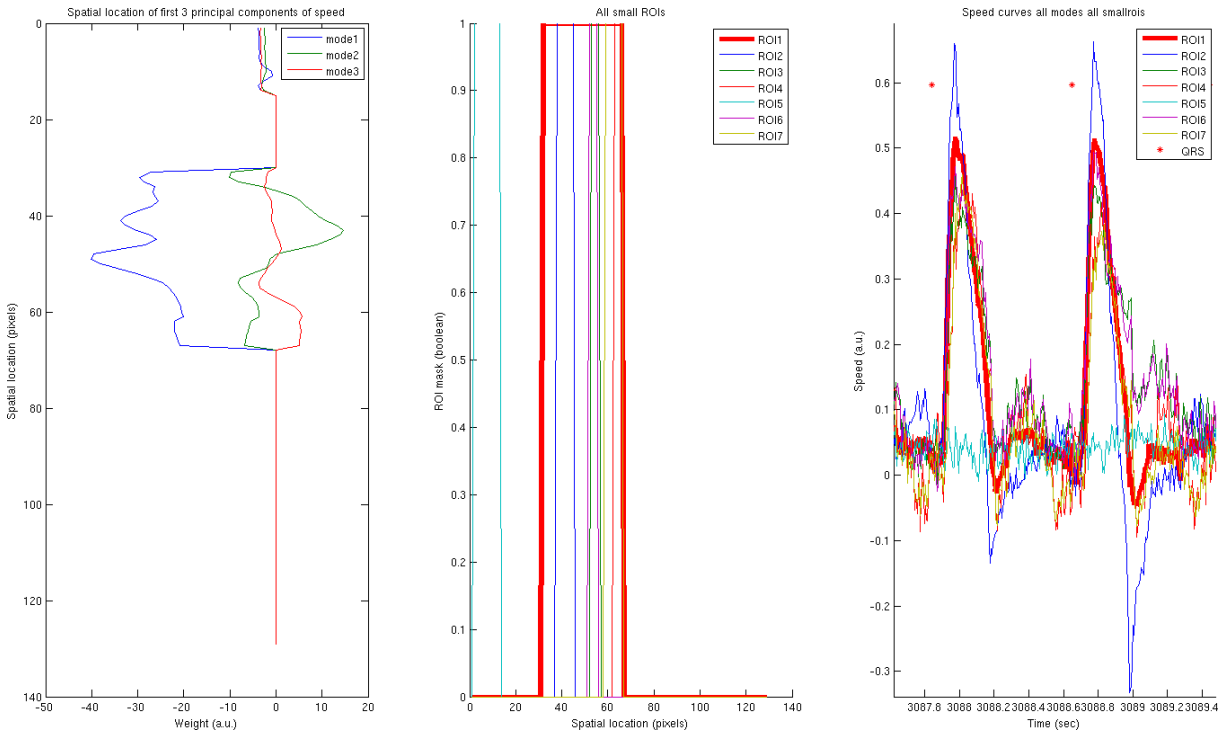 Spatial location of first 3 principal components of speed
mode1
mode2
mode3
0
20
40
60
80
100
120
140
-50 -40 -30 -20 -10 0 10 20
Spatial location (pixels)
Weight (a.u.)
All small ROIs
ROI1
ROI2
ROI3
ROI4
ROI5
ROI6
ROI7
1
0.9
0.8
0.7
0.6
0.5
0.4
0.3
0.2
0.1
0
0 20 40 60 80 100 120 140
ROI mask (boolean)
Spatial location (pixels)
Speed curves all modes all smallrois
ROI1
ROI2
ROI3
ROI4
ROI5
ROI6
ROI7
QRS
0.6
0.5
0.4
0.3
0.2
0.1
0
-0.1
-0.2
-0.3
3087.8 3088 3088.2 3088.4 3088.6 3088.8 3089 3089.2 3089.4
Speed (a.u.)
Time (sec)